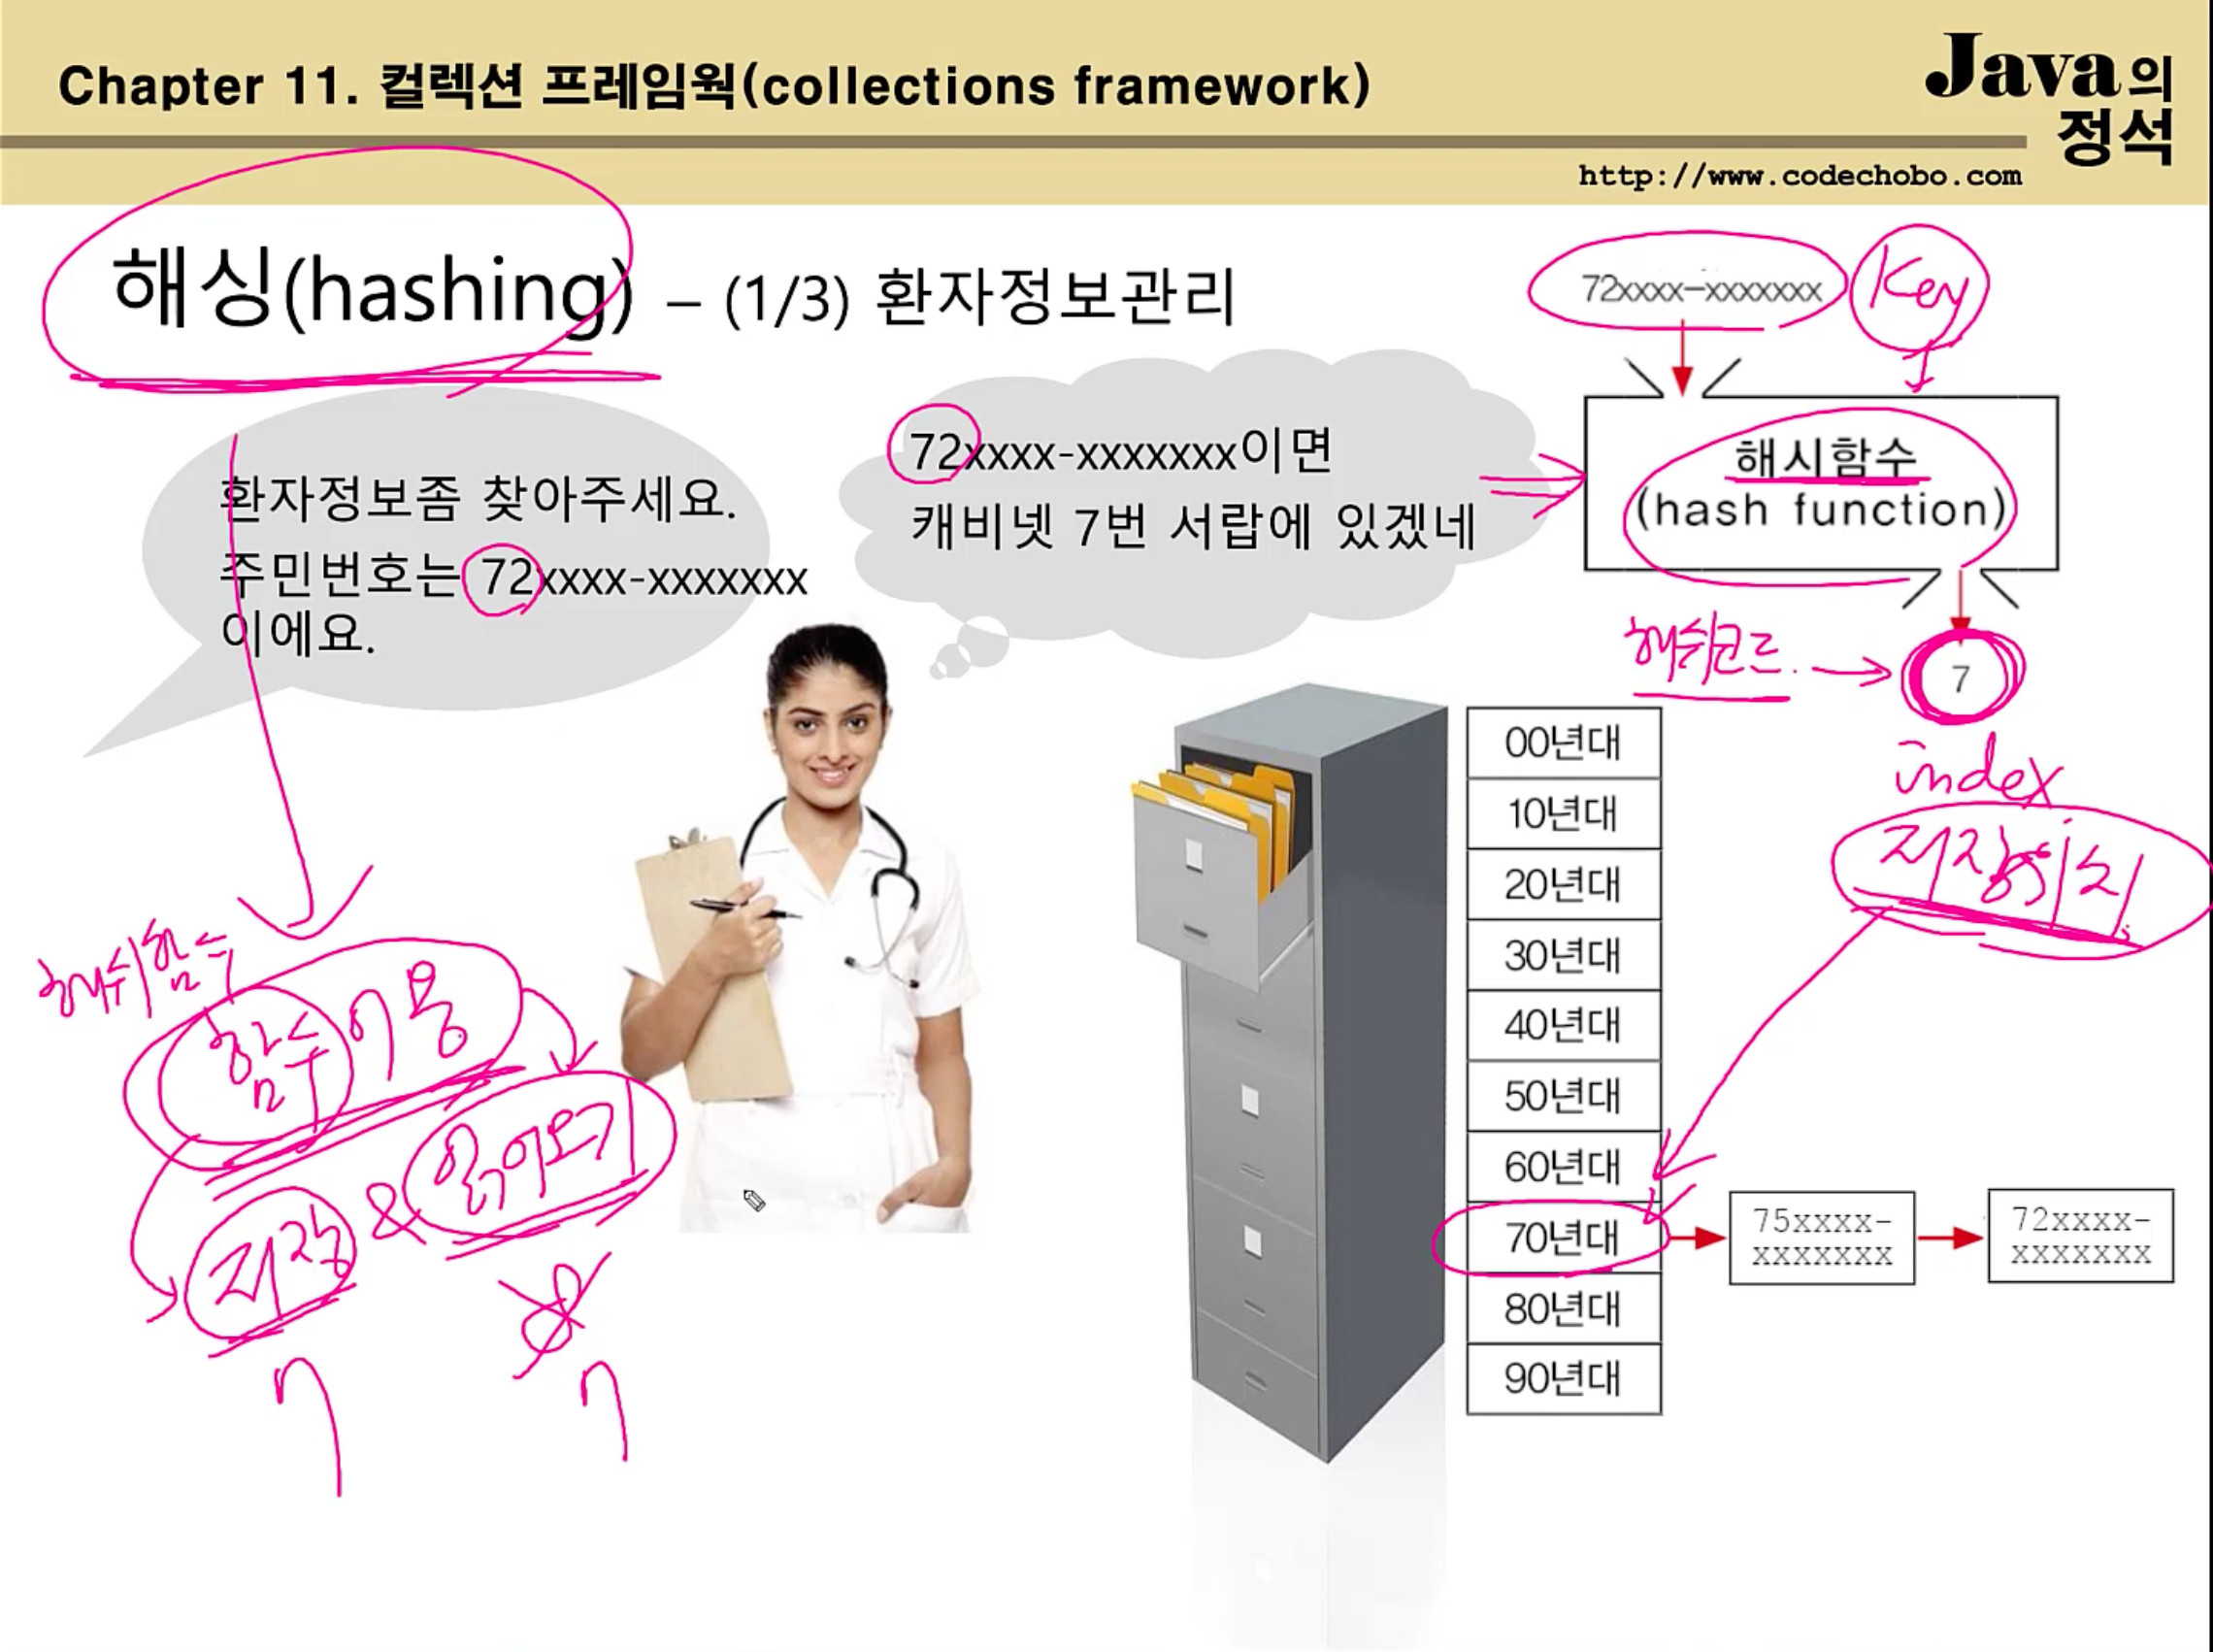 Chapter 11. 컬렉션 프레임웍(collections framework)
Java의
정석
http://www.codechobo.com
해싱(hashing) – (1/3) 환자정보관리
72xxxx-xxxxxxx
Key
환자정보좀 찾아주세요.
주민번호는 72xxxx-xxxxxxx
이에요.
72xxxx-xxxxxxx이면
캐비넷 7번 서랍에 있겠네
해시함수
(hash function)
해쉬코드
7
index
저장위치
00년대
10년대
20년대
30년대
40년대
50년대
60년대
70년대
80년대
90년대
75xxxx-
xxxxxxx
72xxxx-
xxxxxxx
해쉬함수
함수이용
저장 & 읽어오기
7
7